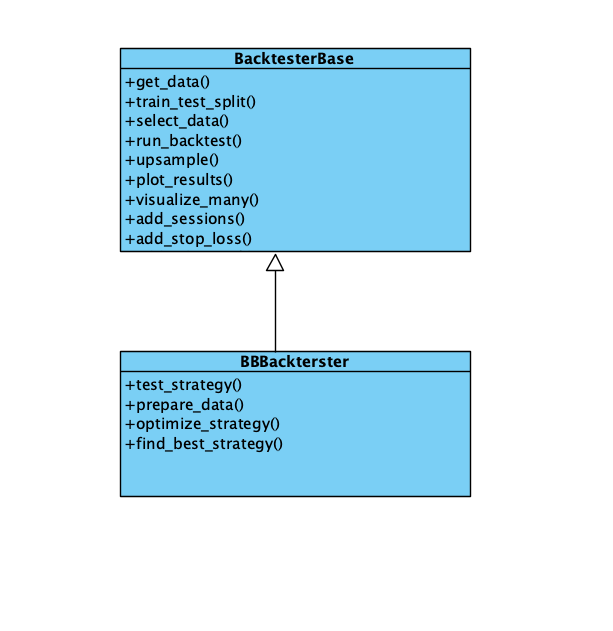 BacktesterBase
+get_data()
+train_test_split()
+select_data()
+run_backtest()
+upsample()
+plot_results()
+visualize_many()
+add_sessions()
+add_stop_loss()
BBBackterster
+test_strategy()
+prepare_data()
+optimize_strategy()
+find_best_strategy()